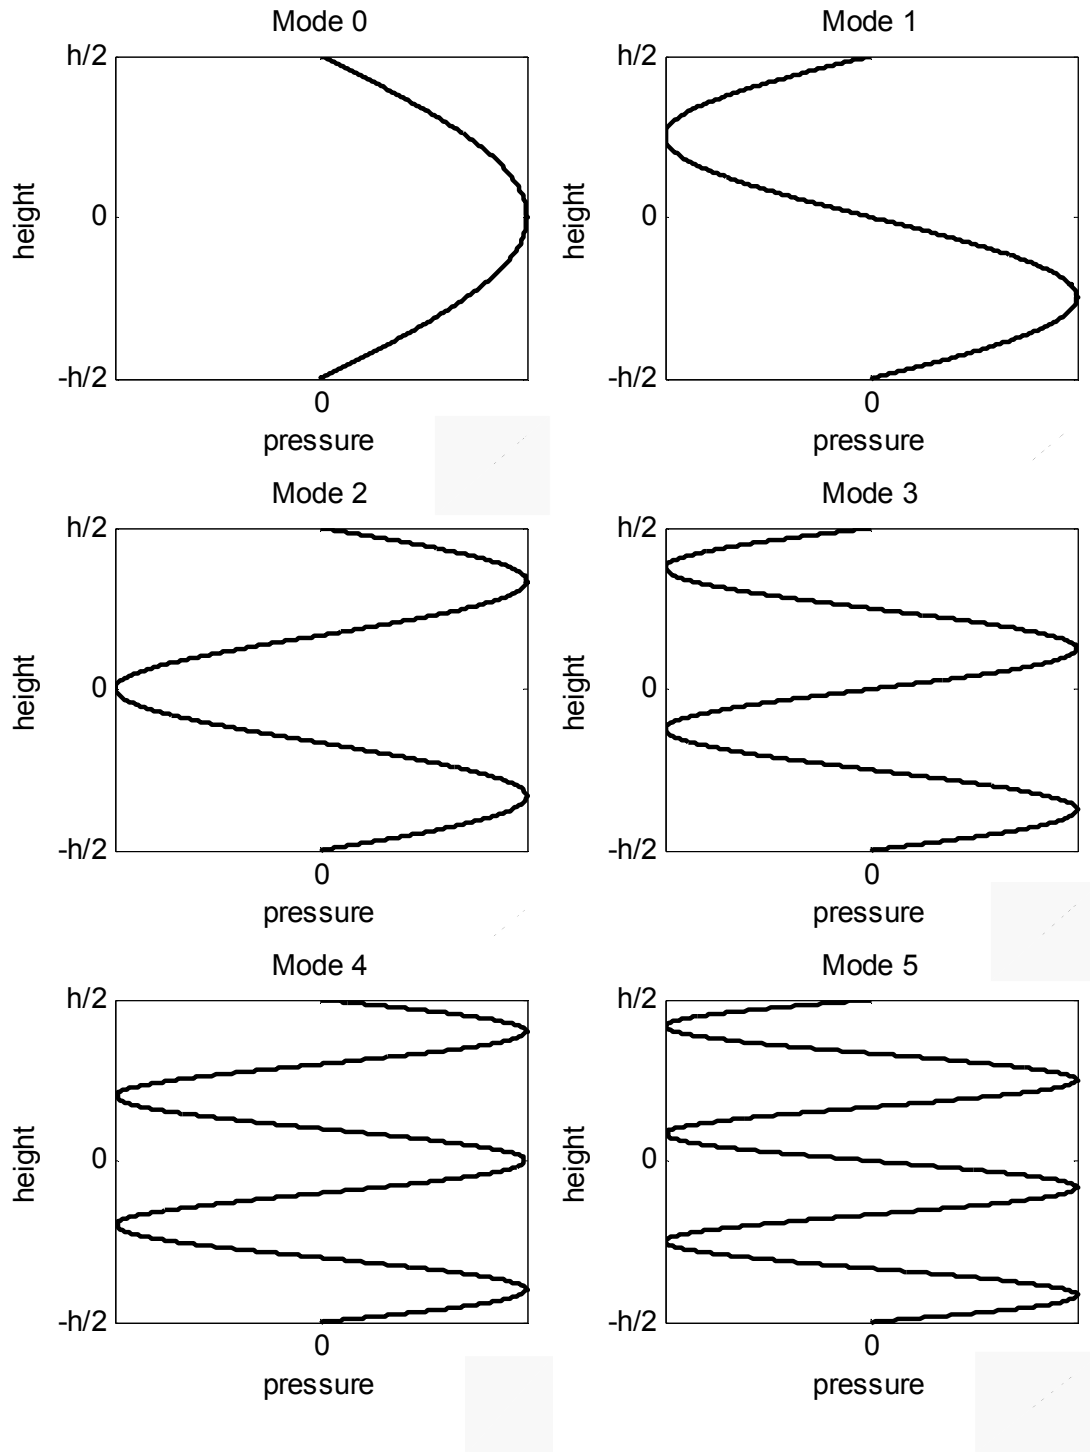 Mode 0
h/2
height
0
-h/2
0
pressure
Mode 1
h/2
height
0
-h/2
0
pressure
Mode 2
h/2
height
0
-h/2
0
pressure
Mode 3
h/2
height
0
-h/2
0
pressure
Mode 4
h/2
height
0
-h/2
0
pressure
Mode 5
h/2
height
0
-h/2
0
pressure